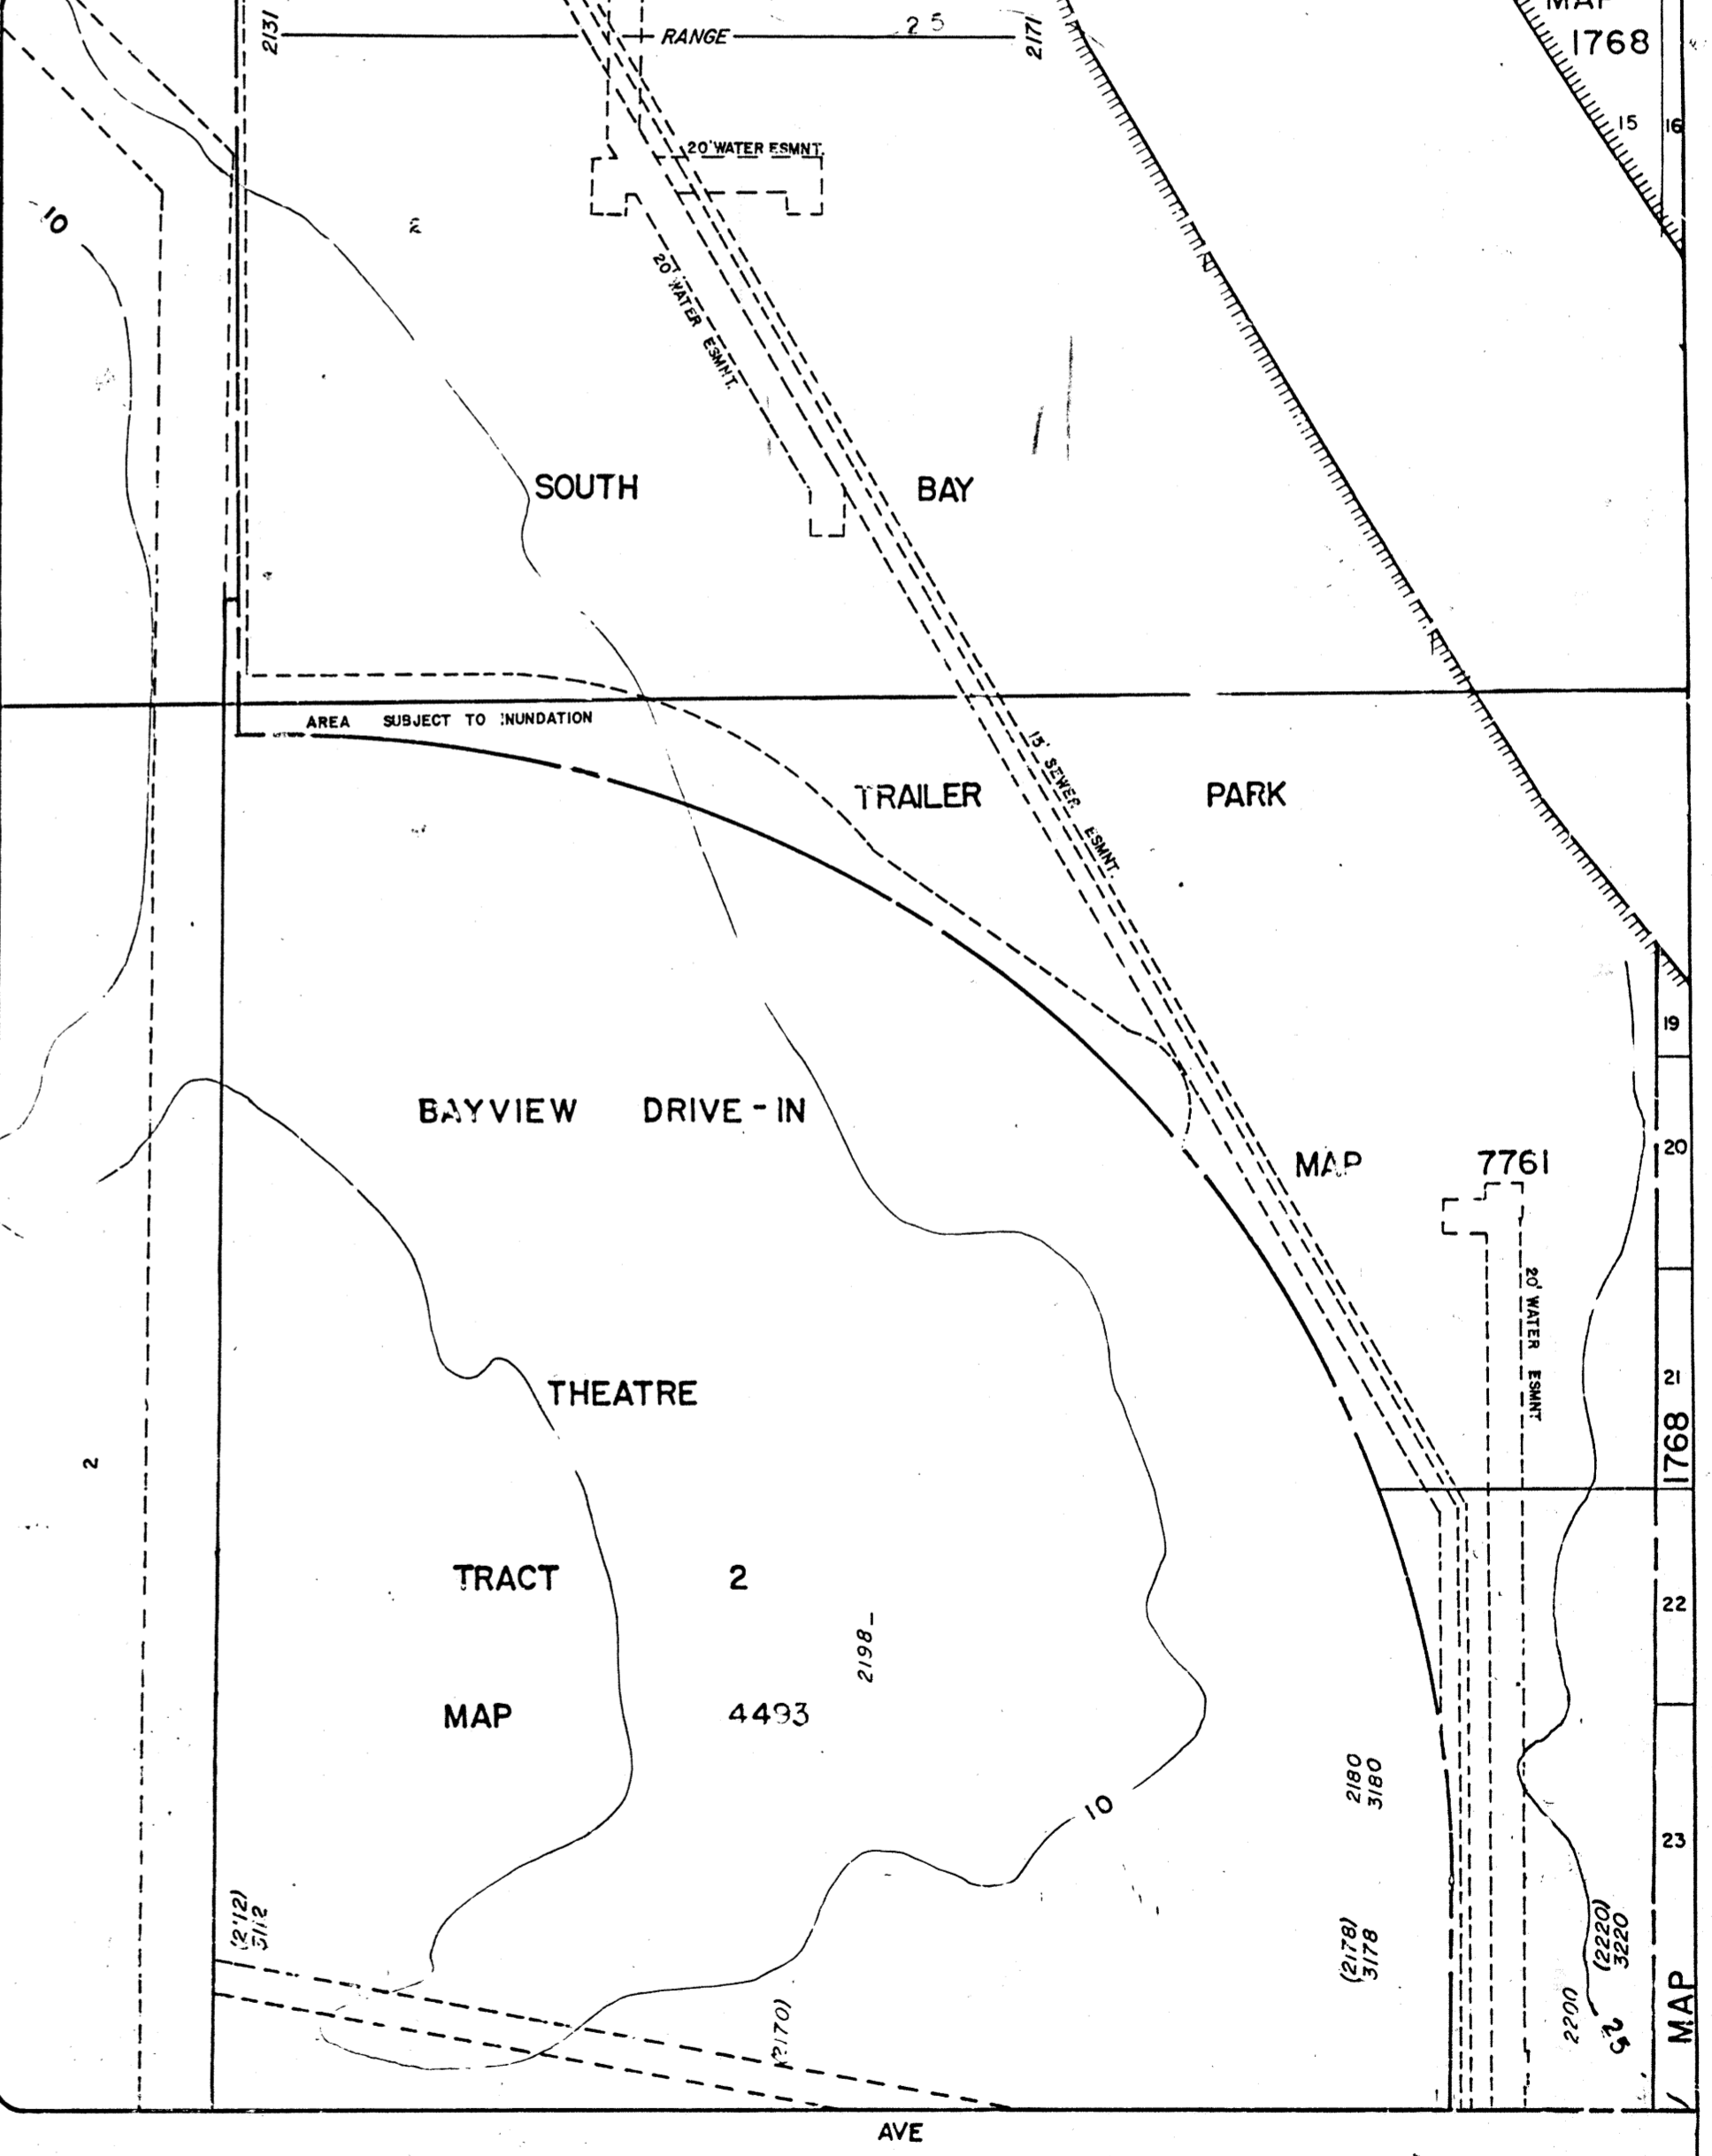 MAP
1768
2131
RANGE
25
2171
15
16
20' WATER ESMNT.
10
2
20' WATER ESMNT.
SOUTH BAY
AREA SUBJECT TO INUNDATION
15' SEWER ESMNT.
TRAILER PARK
19
BAYVIEW DRIVE-IN
20
MAP 7761
20' WATER ESMNT
THEATRE
21
2
1768
TRACT 2
22
2198-
MAP 4493
2180
3180
10
23
(2178)
3178
(2220)
3220
2200
(2170)
MAP
AVE